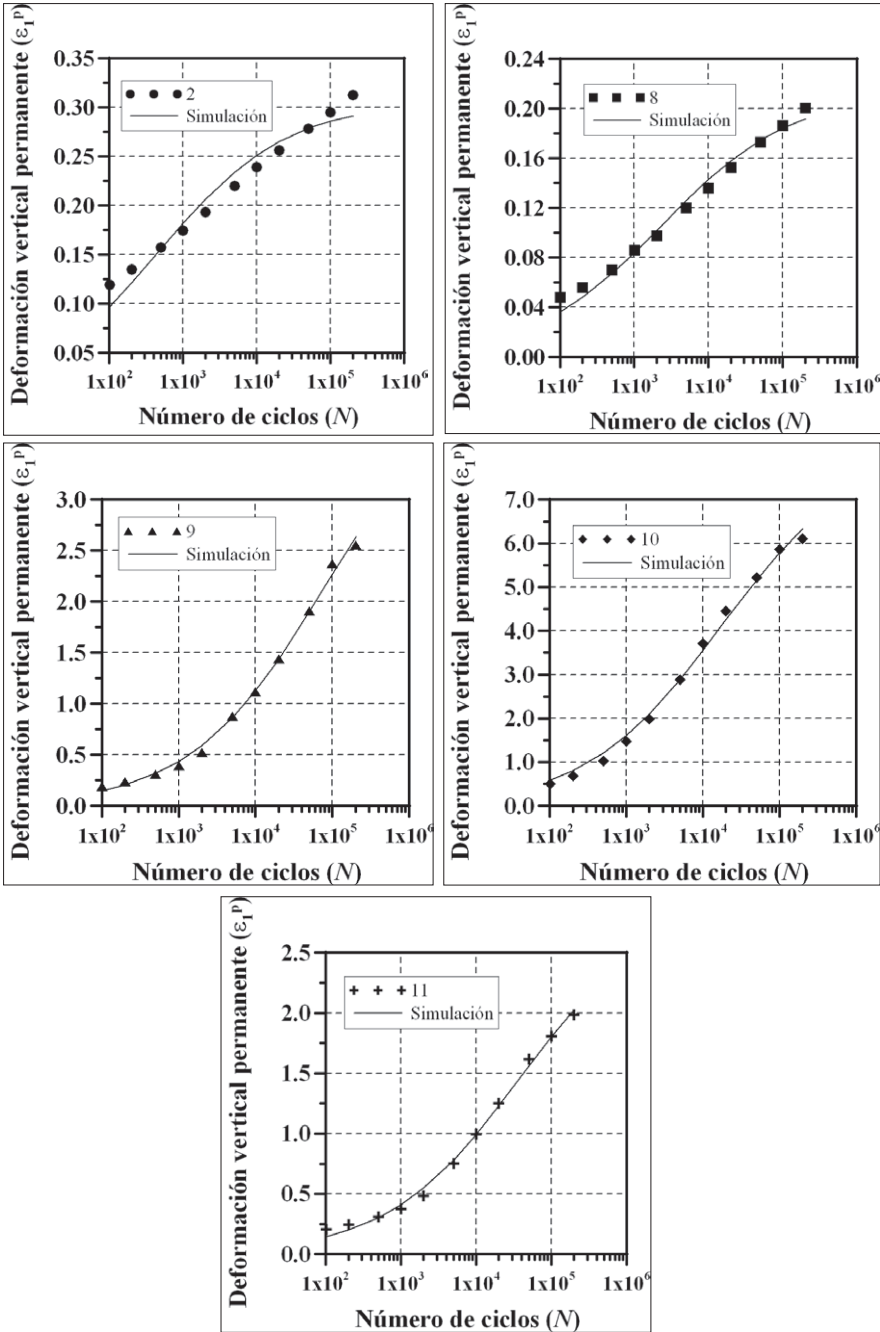 Deformación vertical permanente (ε₁ᵖ)
0.35
0.30
0.25
0.20
0.15
0.10
0.05
2
Simulación
1x10² 1x10³ 1x10⁴ 1x10⁵ 1x10⁶
Número de ciclos (N)
Deformación vertical permanente (ε₁ᵖ)
0.24
0.20
0.16
0.12
0.08
0.04
0.00
8
Simulación
1x10² 1x10³ 1x10⁴ 1x10⁵ 1x10⁶
Número de ciclos (N)
Deformación vertical permanente (ε₁ᵖ)
3.0
2.5
2.0
1.5
1.0
0.5
0.0
9
Simulación
1x10² 1x10³ 1x10⁴ 1x10⁵ 1x10⁶
Número de ciclos (N)
Deformación vertical permanente (ε₁ᵖ)
7.0
6.0
5.0
4.0
3.0
2.0
1.0
0.0
10
Simulación
1x10² 1x10³ 1x10⁴ 1x10⁵ 1x10⁶
Número de ciclos (N)
Deformación vertical permanente (ε₁ᵖ)
2.5
2.0
1.5
1.0
0.5
0.0
11
Simulación
1x10² 1x10³ 1x10⁴ 1x10⁵ 1x10⁶
Número de ciclos (N)